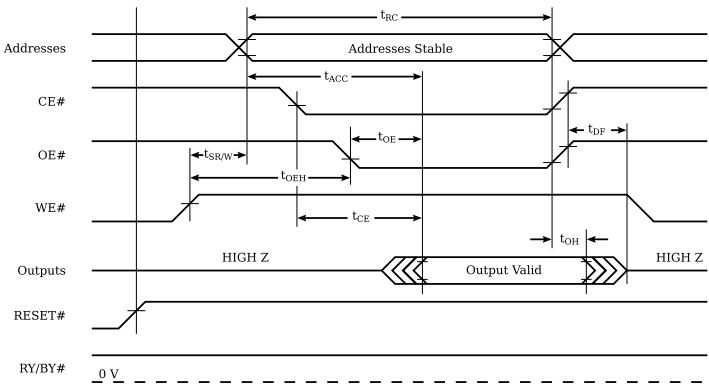 tRC
Addresses
Addresses Stable
tACC
CE#
tOE
tDF
OE#
tSR/W
tOEH
WE#
tCE
tOH
HIGH Z
HIGH Z
Outputs
Output Valid
RESET#
RY/BY#
0 V